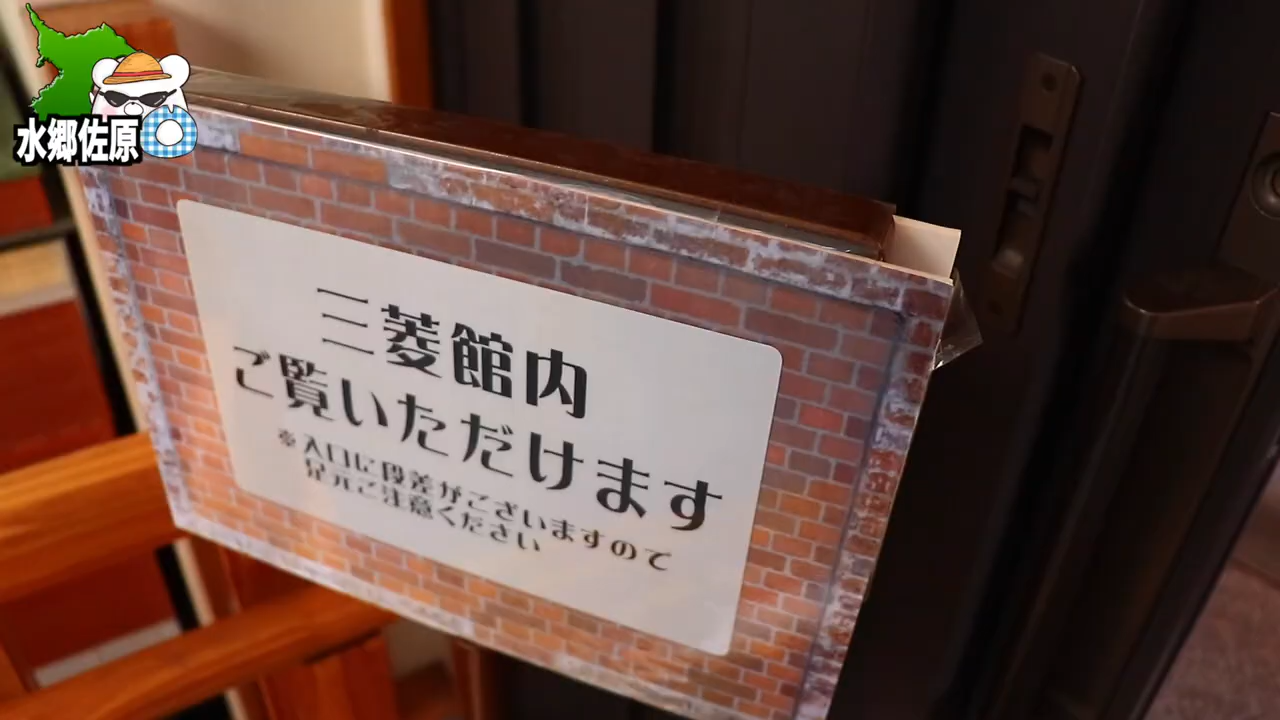 水郷佐原
三菱館内
ご覧いただけます
※入口に段差がございますので
足元ご注意ください